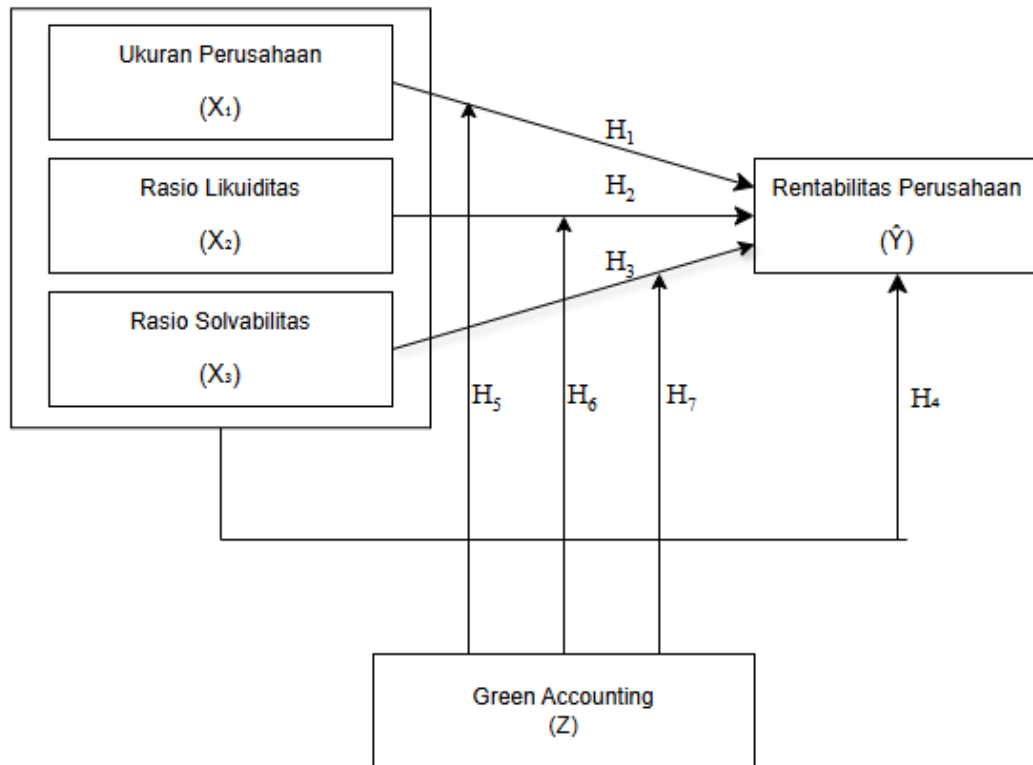 Ukuran Perusahaan
(X₁)
H₁
Rasio Likuiditas
(X₂)
H₂
Rentabilitas Perusahaan
(Ŷ)
H₃
Rasio Solvabilitas
(X₃)
H₅
H₆
H₇
H₄
Green Accounting
(Z)